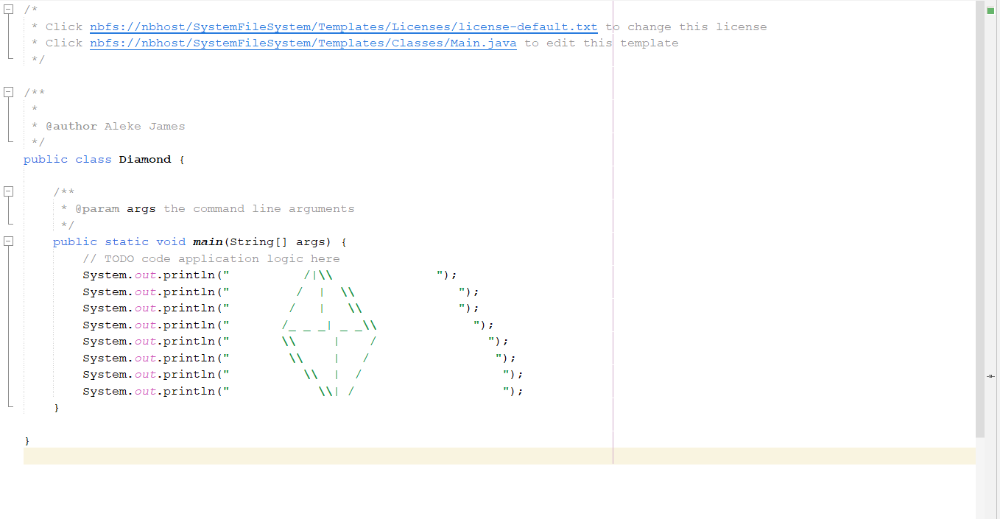 /*
 * Click nbfs://nbhost/SystemFileSystem/Templates/Licenses/license-default.txt to change this license
 * Click nbfs://nbhost/SystemFileSystem/Templates/Classes/Main.java to edit this template
 */
/**
 *
 * @author Aleke James
 */
public class Diamond {
    /**
     * @param args the command line arguments
     */
    public static void main(String[] args) {
        // TODO code application logic here
        System.out.println("          /|\\              ");
        System.out.println("         /  |  \\              ");
        System.out.println("        /   |   \\             ");
        System.out.println("       /_ _ _| _ _\\             ");
        System.out.println("       \\     |    /               ");
        System.out.println("        \\    |   /                 ");
        System.out.println("          \\  |  /                   ");
        System.out.println("            \\| /                    ");
    }
}